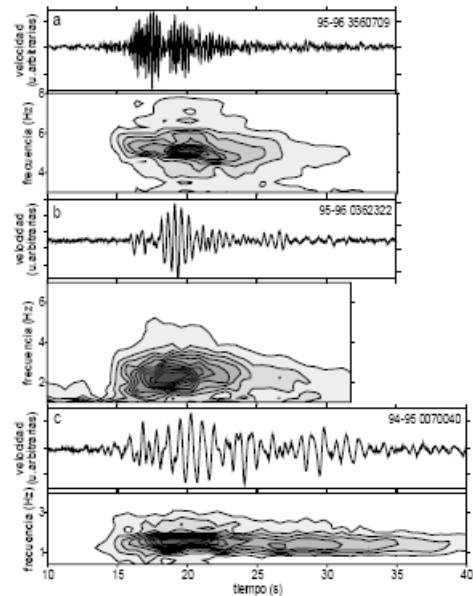 a
95-96 3560709
velocidad
(u.arbitrarias)
8
6
4
frecuencia (Hz)
b
95-96 0362322
velocidad
(u.arbitrarias)
6
4
2
frecuencia (Hz)
c
94-95 0070040
velocidad
(u.arbitrarias)
3
1
frecuencia (Hz)
10 15 20 25 30 35 40
tiempo (s)